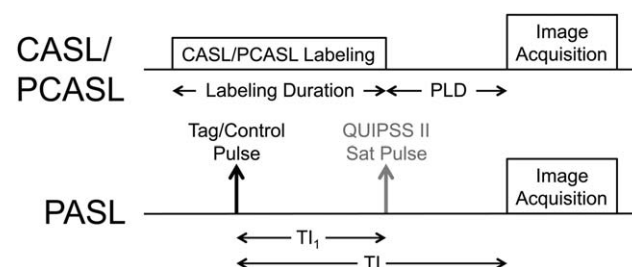 CASL/
PCASL
CASL/PCASL Labeling
Image
Acquisition
Labeling Duration
PLD
PASL
Tag/Control
Pulse
QUIPSS II
Sat Pulse
Image
Acquisition
TI₁
TI